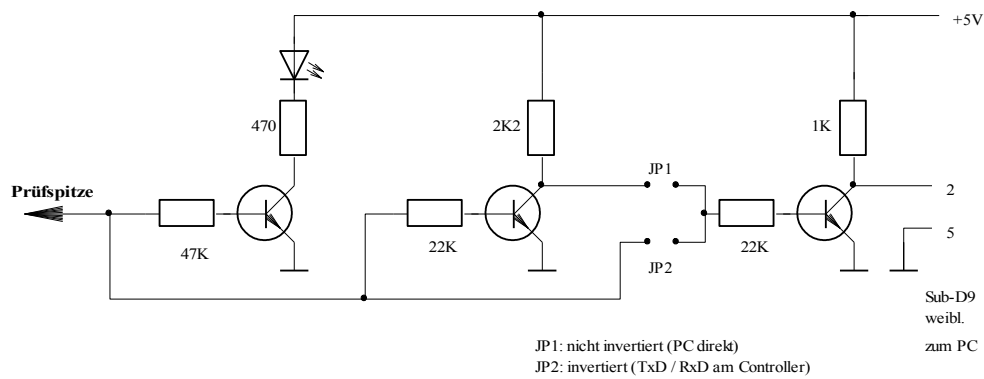 +5V
470
2K2
1K
JP1
Prüfspitze
2
47K
22K
22K
5
JP2
Sub-D9
weibl.
zum PC
JP1: nicht invertiert (PC direkt)
JP2: invertiert (TxD / RxD am Controller)